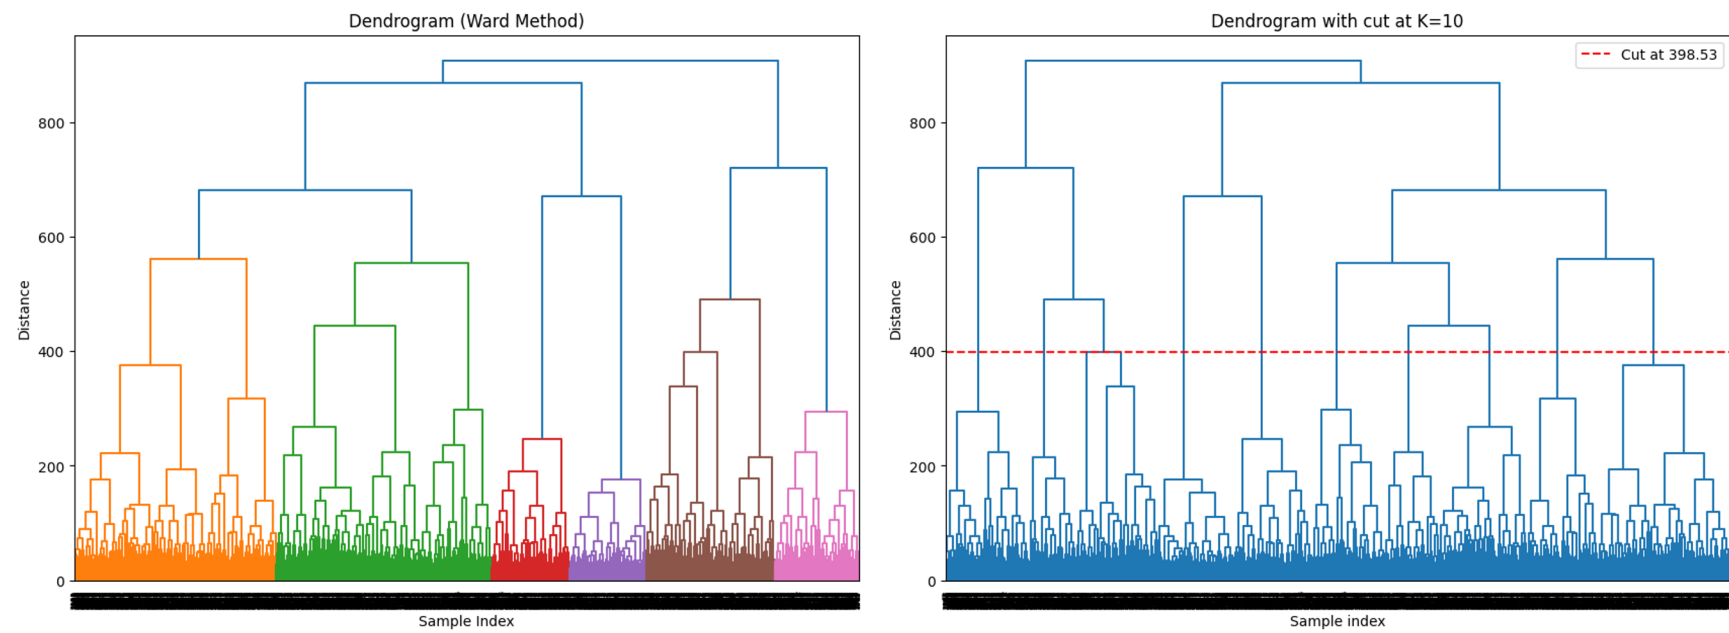 Dendrogram (Ward Method)
800
600
400
200
0
Distance
Sample Index
Dendrogram with cut at K=10
Cut at 398.53
800
600
400
200
0
Distance
Sample index